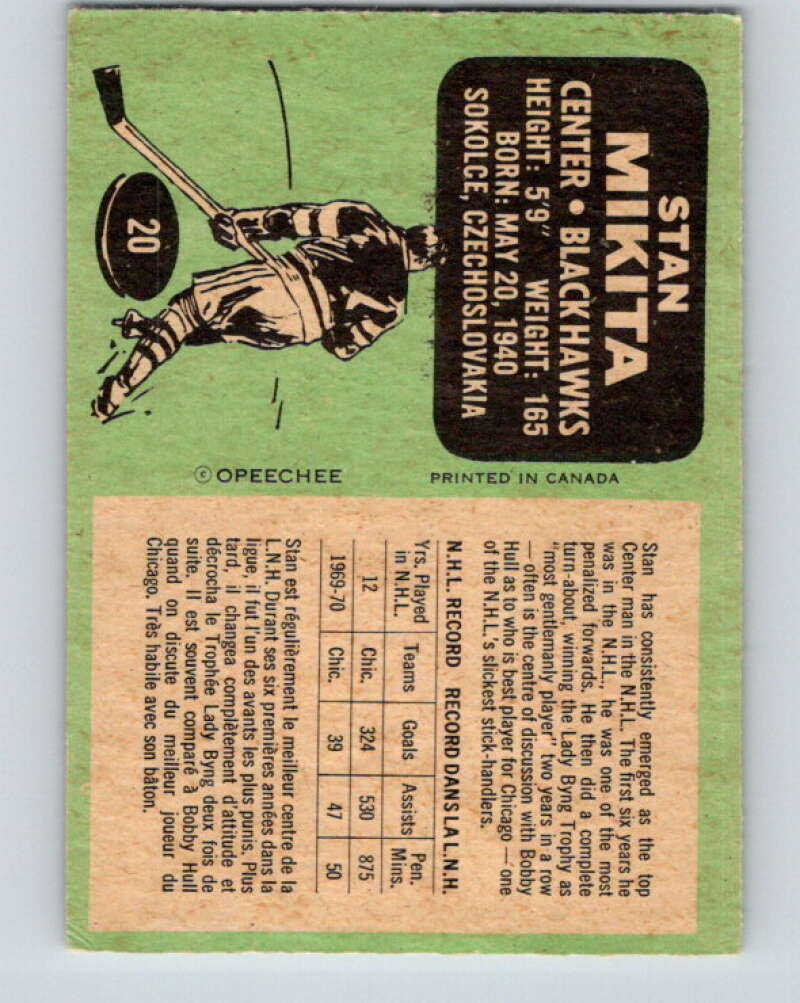 STAN
MIKITA
CENTER • BLACKHAWKS
HEIGHT: 5'9" WEIGHT: 165
BORN: MAY 20, 1940
SOKOLCE, CZECHOSLOVAKIA
20
© OPEECHEE
PRINTED IN CANADA
Stan has consistently emerged as the top
Center man in the N.H.L. The first six years he
was in the N.H.L., he was one of the most
penalized forwards. He then did a complete
turn-about, winning the Lady Byng Trophy as
"most gentlemanly player" two years in a row
—often is the centre of discussion with Bobby
Hull as to who is best player for Chicago—one
of the N.H.L.'s slickest stick-handlers.
N.H.L. RECORD RECORD DANS LA L.N.H.
Yrs. Played in N.H.L. Teams Goals Assists Pen. Mins.
12 Chic. 324 530 875
1969-70 Chic. 39 47 50
Stan est régulièrement le meilleur centre de la
L.N.H. Durant ses six premières années dans la
ligue, il fut l'un des avants les plus punis. Plus
tard, il changea complètement d'attitude et
décrocha le Trophée Lady Byng deux fois de
suite. Il est souvent comparé à Bobby Hull
quand on discute du meilleur joueur du
Chicago. Très habile avec son bâton.